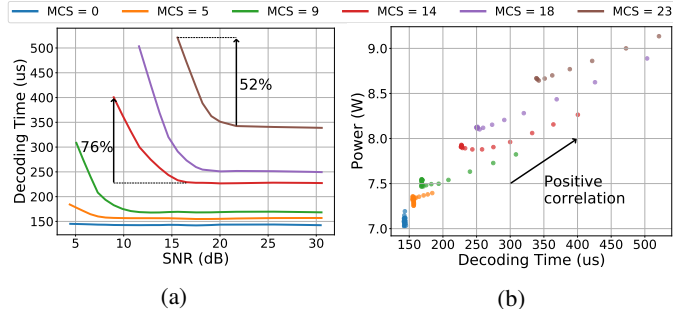 MCS = 0 MCS = 5 MCS = 9 MCS = 14 MCS = 18 MCS = 23
Decoding Time (us)
500
450
400
350
300
250
200
150
76%
52%
5 10 15 20 25 30
SNR (dB)
(a)
Power (W)
9.0
8.5
8.0
7.5
7.0
Positive
correlation
150 200 250 300 350 400 450 500
Decoding Time (us)
(b)